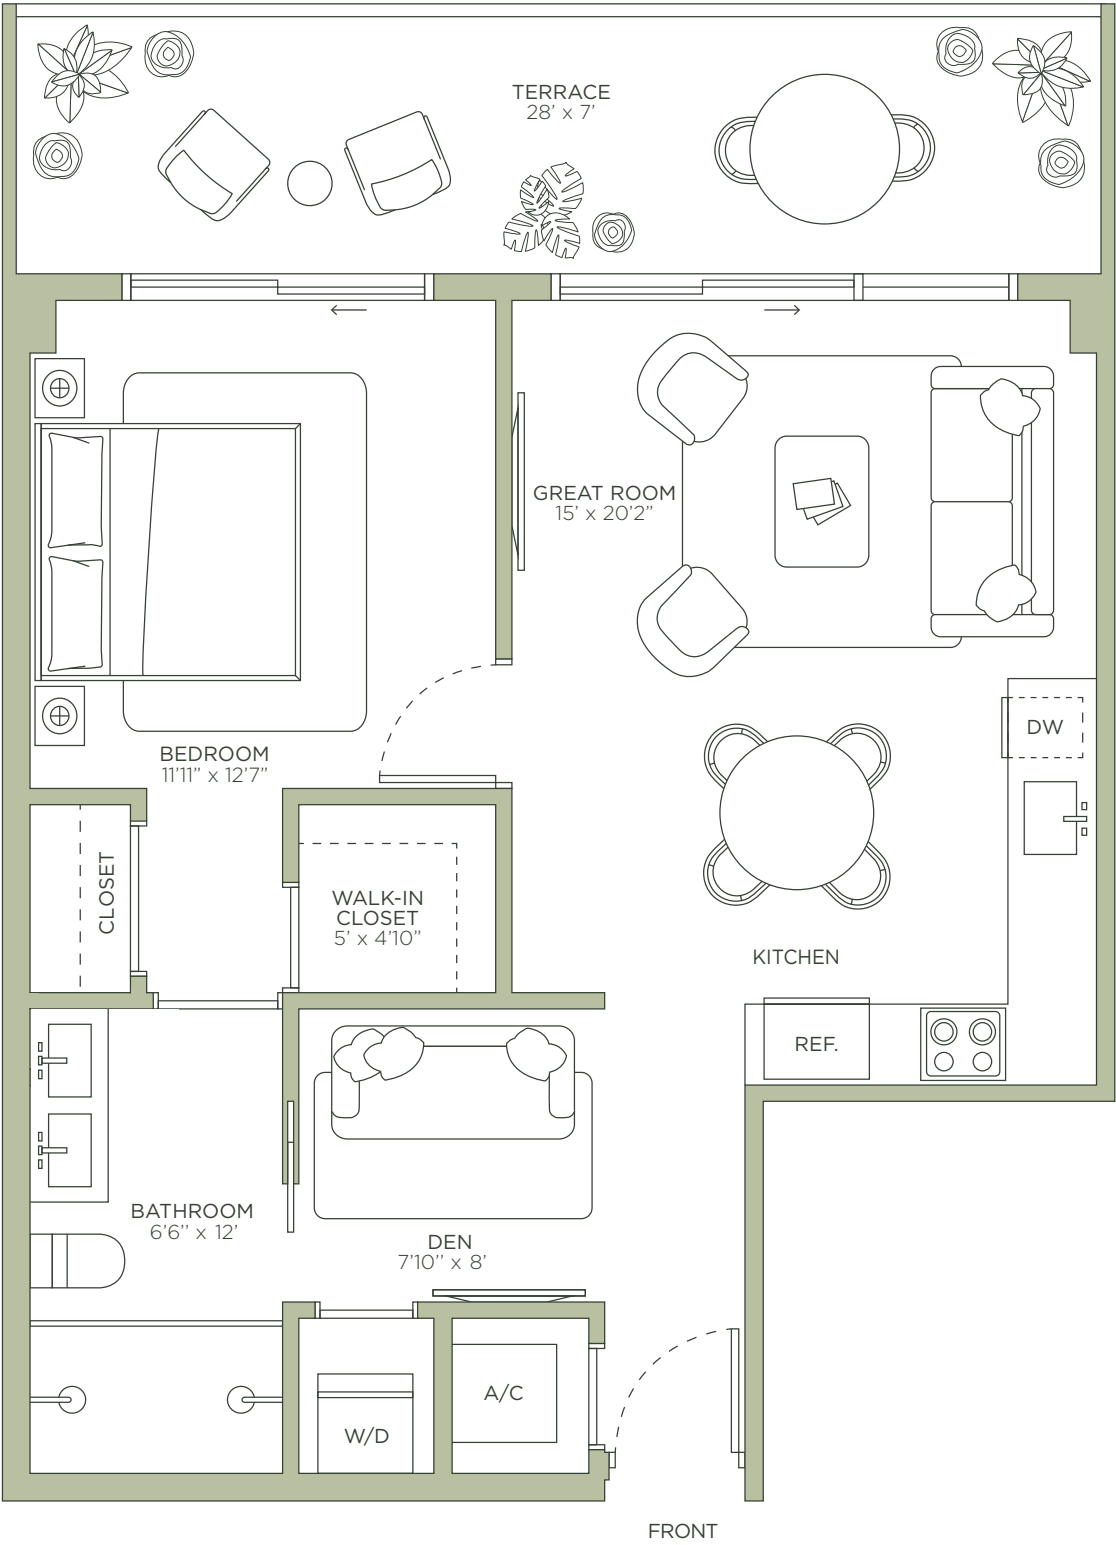 TERRACE
28’ x 7’
GREAT ROOM
15’ x 20’2”
DW
BEDROOM
11’11” x 12’7”
CLOSET
WALK-IN
CLOSET
5’ x 4’10”
KITCHEN
REF.
BATHROOM
6’6’’ x 12’
DEN
7’10’’ x 8’
A/C
W/D
FRONT